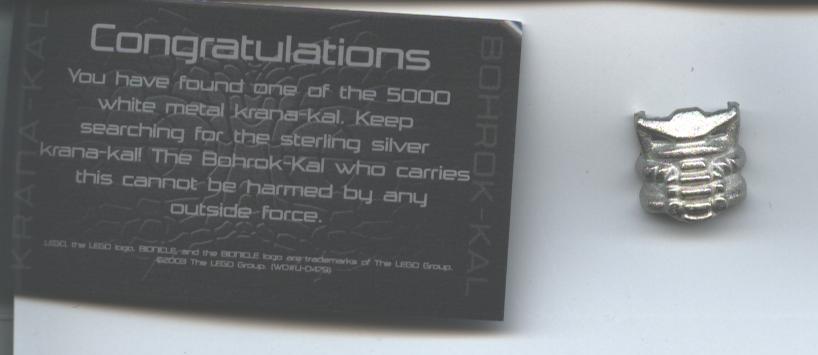 Congratulations
You have found one of the 5000
white metal krana-kal. Keep
searching for the sterling silver
krana-kal! The Bohrok-Kal who carries
this cannot be harmed by any
outside force.
LEGO, the LEGO logo, BIONICLE, and the BIONICLE logo are trademarks of The LEGO Group.
©2003 The LEGO Group. (WO#U-0479)
KRANA-KAL
BOHROK-KAL